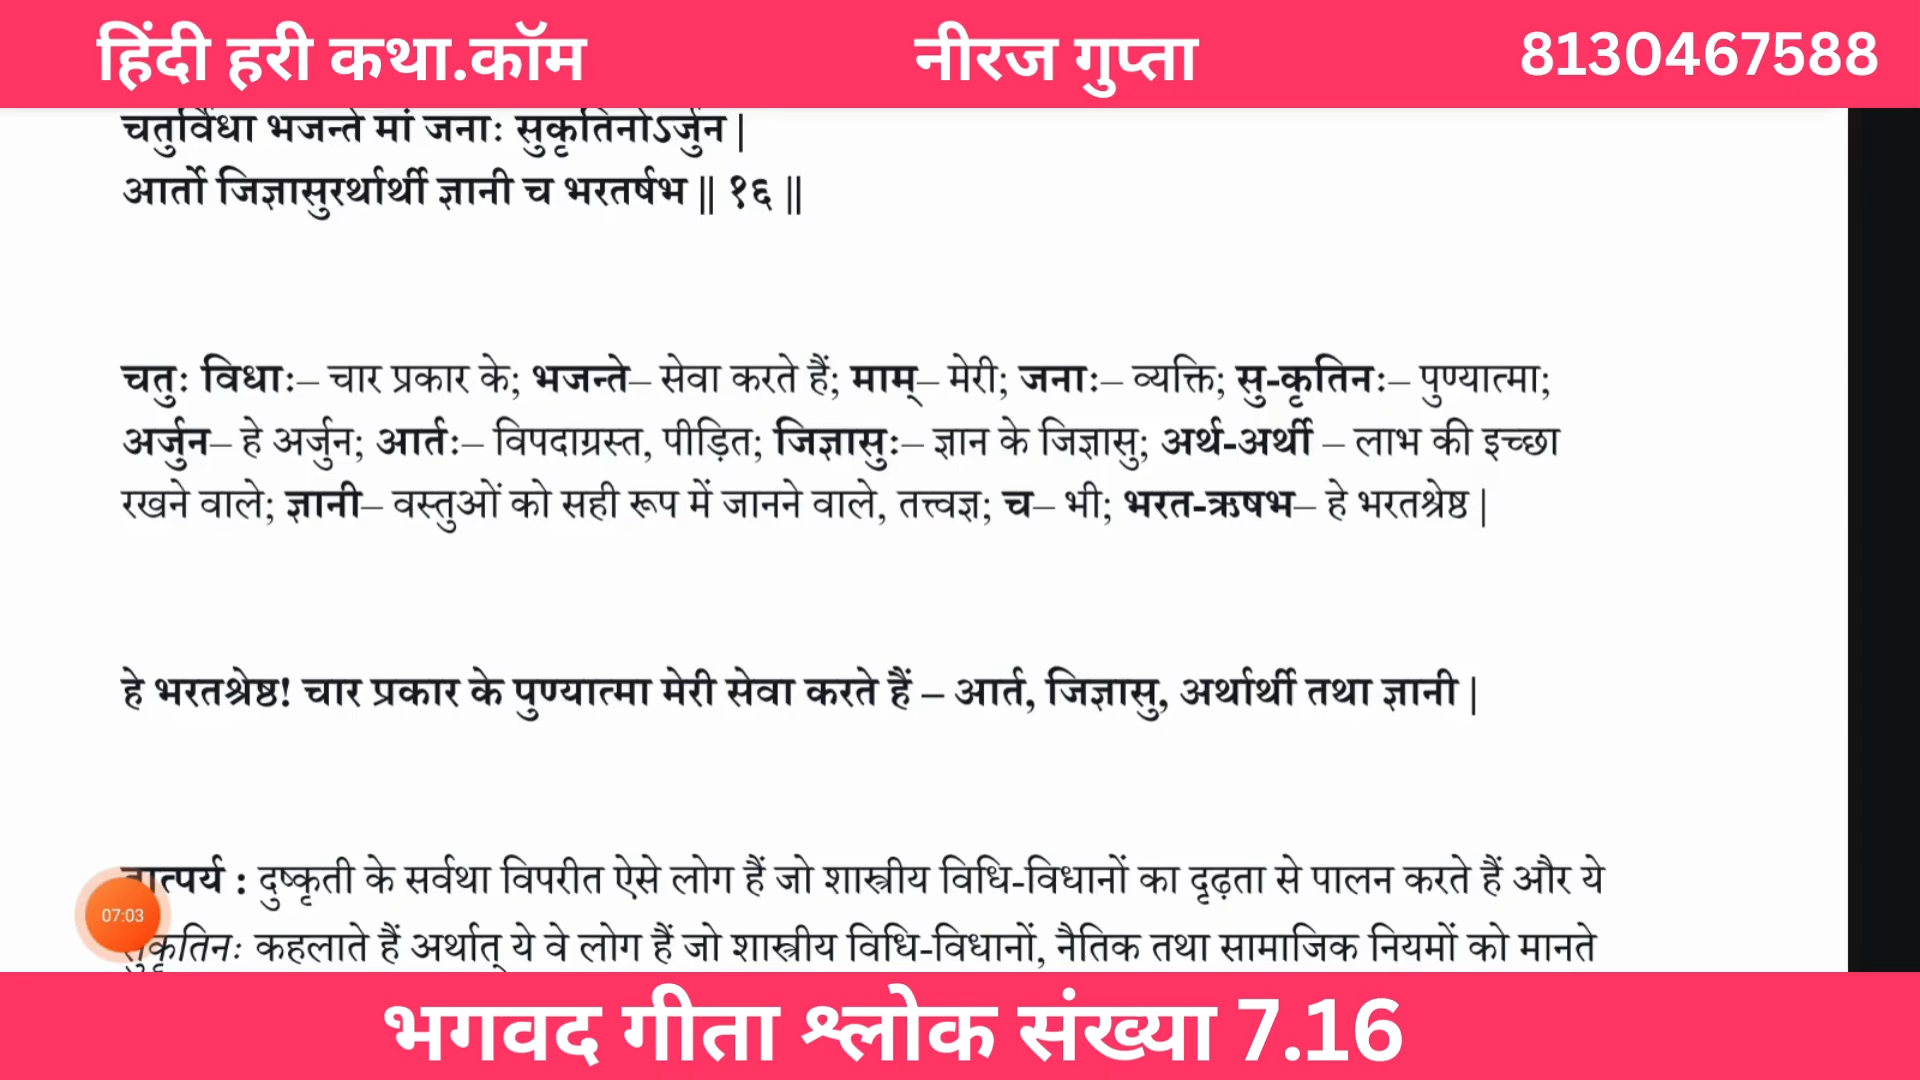 हिंदी हरी कथा.कॉम
नीरज गुप्ता
8130467588
चतुर्विधा भजन्ते मां जनाः सुकृतिनोऽर्जुन |
आर्तो जिज्ञासुरर्थार्थी ज्ञानी च भरतर्षभ || १६ ||
चतुः विधाः– चार प्रकार के; भजन्ते– सेवा करते हैं; माम्– मेरी; जनाः– व्यक्ति; सु-कृतिनः– पुण्यात्मा;
अर्जुन– हे अर्जुन; आर्तः– विपदाग्रस्त, पीड़ित; जिज्ञासुः– ज्ञान के जिज्ञासु; अर्थ-अर्थी – लाभ की इच्छा
रखने वाले; ज्ञानी– वस्तुओं को सही रूप में जानने वाले, तत्त्वज्ञ; च– भी; भरत-ऋषभ– हे भरतश्रेष्ठ |
हे भरतश्रेष्ठ! चार प्रकार के पुण्यात्मा मेरी सेवा करते हैं – आर्त, जिज्ञासु, अर्थार्थी तथा ज्ञानी |
तात्पर्य : दुष्कृती के सर्वथा विपरीत ऐसे लोग हैं जो शास्त्रीय विधि-विधानों का दृढ़ता से पालन करते हैं और ये
07:03
सुकृतिनः कहलाते हैं अर्थात् ये वे लोग हैं जो शास्त्रीय विधि-विधानों, नैतिक तथा सामाजिक नियमों को मानते
भगवद गीता श्लोक संख्या 7.16